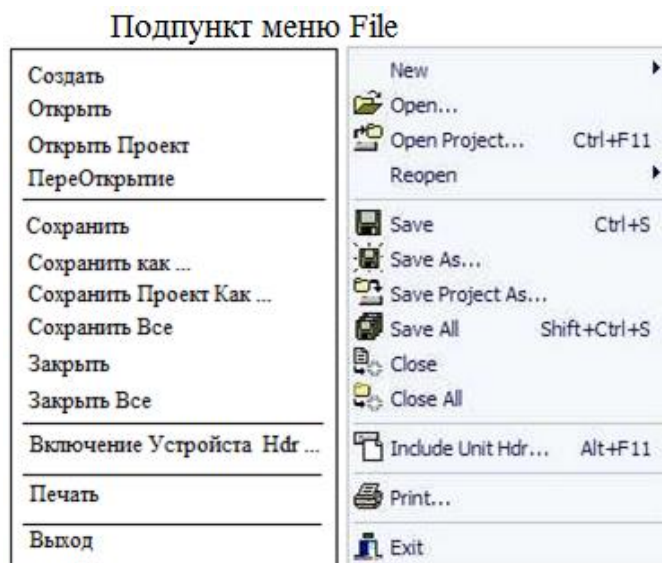 Подпункт меню File
Создать
Открыть
Открыть Проект
ПереОткрытие
Сохранить
Сохранить как ...
Сохранить Проект Как ...
Сохранить Все
Закрыть
Закрыть Все
Включение Устройста Hdr ...
Печать
Выход
New
Open...
Open Project... Ctrl+F11
Reopen
Save Ctrl+S
Save As...
Save Project As...
Save All Shift+Ctrl+S
Close
Close All
Include Unit Hdr... Alt+F11
Print...
Exit